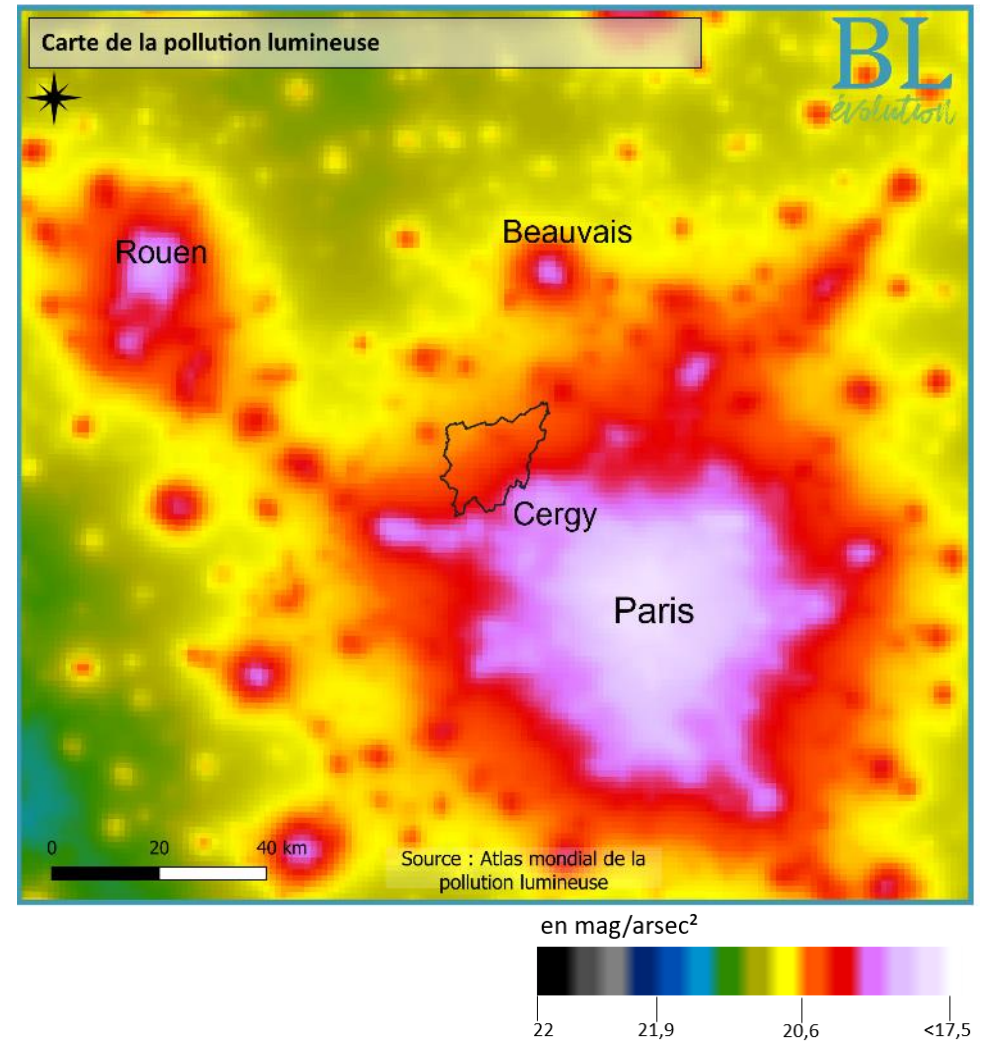 Carte de la pollution lumineuse
BL
évolution
Beauvais
Rouen
Cergy
Paris
0 20 40 km
Source : Atlas mondial de la
pollution lumineuse
en mag/arsec²
22 21,9 20,6 <17,5